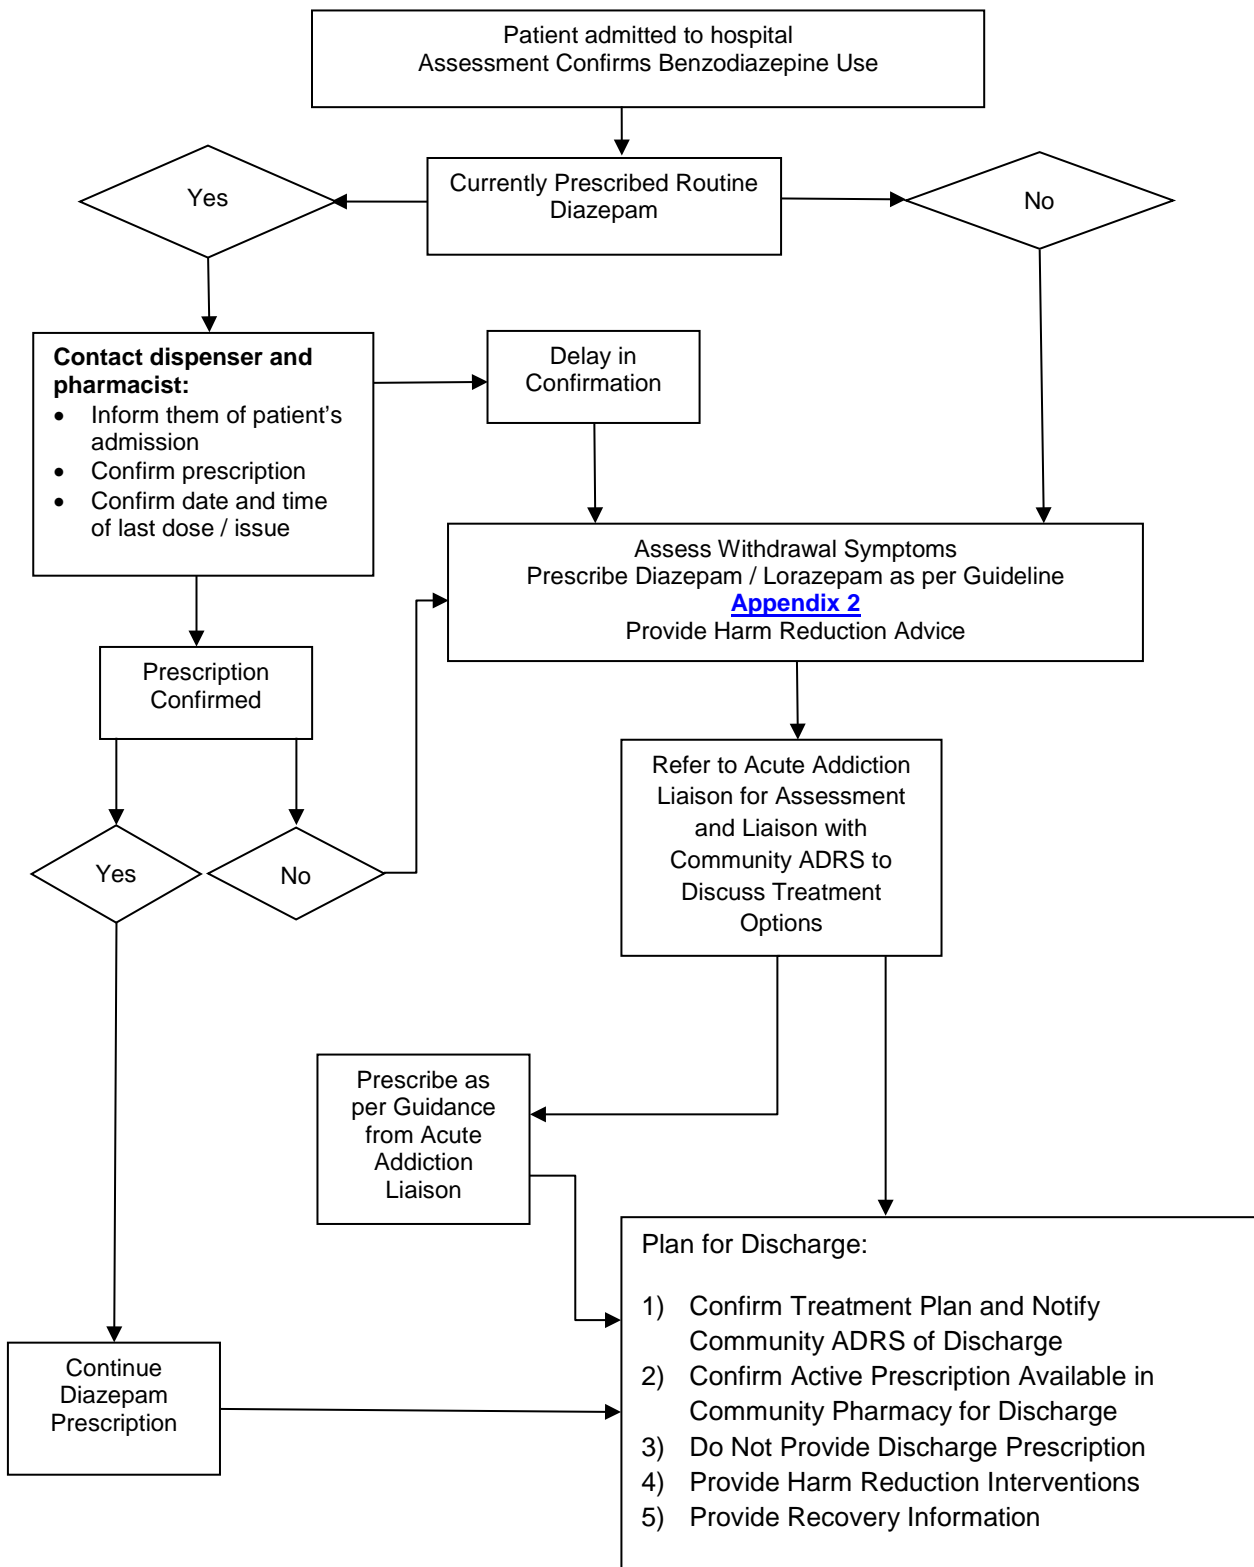 Patient admitted to hospital
Assessment Confirms Benzodiazepine Use
Yes
Currently Prescribed Routine
Diazepam
No
Contact dispenser and
pharmacist:
• Inform them of patient's
admission
• Confirm prescription
• Confirm date and time
of last dose / issue
Delay in
Confirmation
Assess Withdrawal Symptoms
Prescribe Diazepam / Lorazepam as per Guideline
Appendix 2
Provide Harm Reduction Advice
Prescription
Confirmed
Yes
No
Refer to Acute Addiction
Liaison for Assessment
and Liaison with
Community ADRS to
Discuss Treatment
Options
Prescribe as
per Guidance
from Acute
Addiction
Liaison
Continue
Diazepam
Prescription
Plan for Discharge:
1) Confirm Treatment Plan and Notify
Community ADRS of Discharge
2) Confirm Active Prescription Available in
Community Pharmacy for Discharge
3) Do Not Provide Discharge Prescription
4) Provide Harm Reduction Interventions
5) Provide Recovery Information